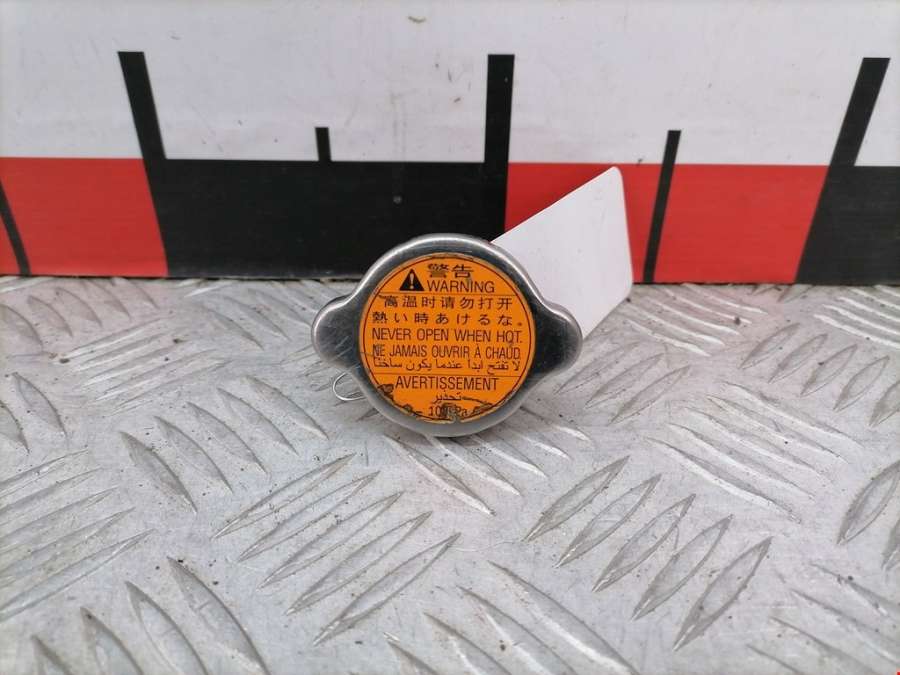 警告
WARNING
高温时请勿打开
熱い時あけるな。
NEVER OPEN WHEN HOT.
NE JAMAIS OUVRIR À CHAUD
لا تفتح ابدا عندما يكون ساخنا
AVERTISSEMENT
تحذير